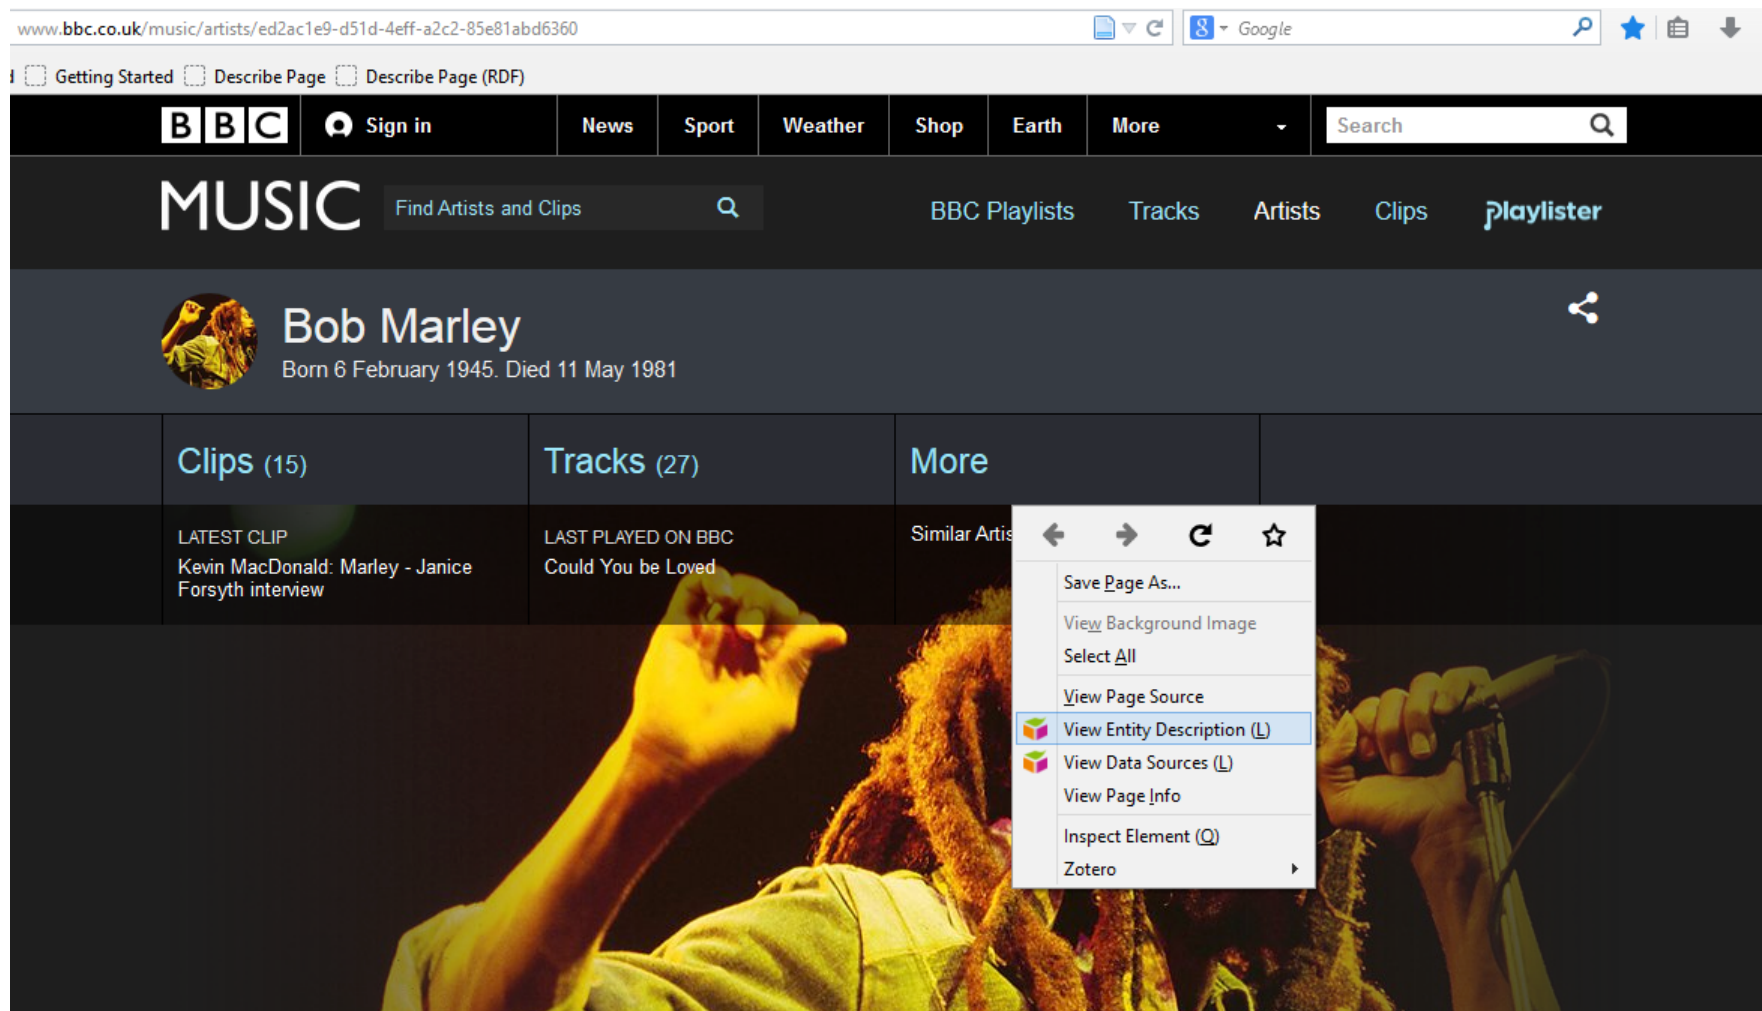 www.bbc.co.uk/music/artists/ed2ac1e9-d51d-4eff-a2c2-85e81abd6360 8 Google
Getting Started Describe Page Describe Page (RDF)
BBC Sign in News Sport Weather Shop Earth More Search
MUSIC Find Artists and Clips BBC Playlists Tracks Artists Clips playlister
Bob Marley
Born 6 February 1945. Died 11 May 1981
Clips (15) Tracks (27) More
LATEST CLIP
Kevin MacDonald: Marley - Janice
Forsyth interview
LAST PLAYED ON BBC
Could You be Loved
Similar Artis
Save Page As...
View Background Image
Select All
View Page Source
View Entity Description (L)
View Data Sources (L)
View Page Info
Inspect Element (Q)
Zotero